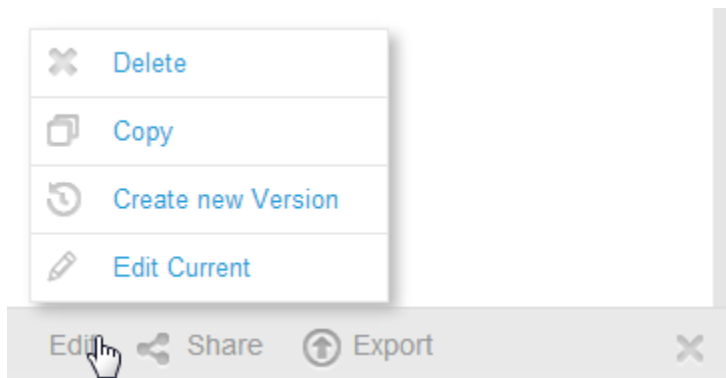 Delete
Copy
Create new Version
Edit Current
Edit Share Export